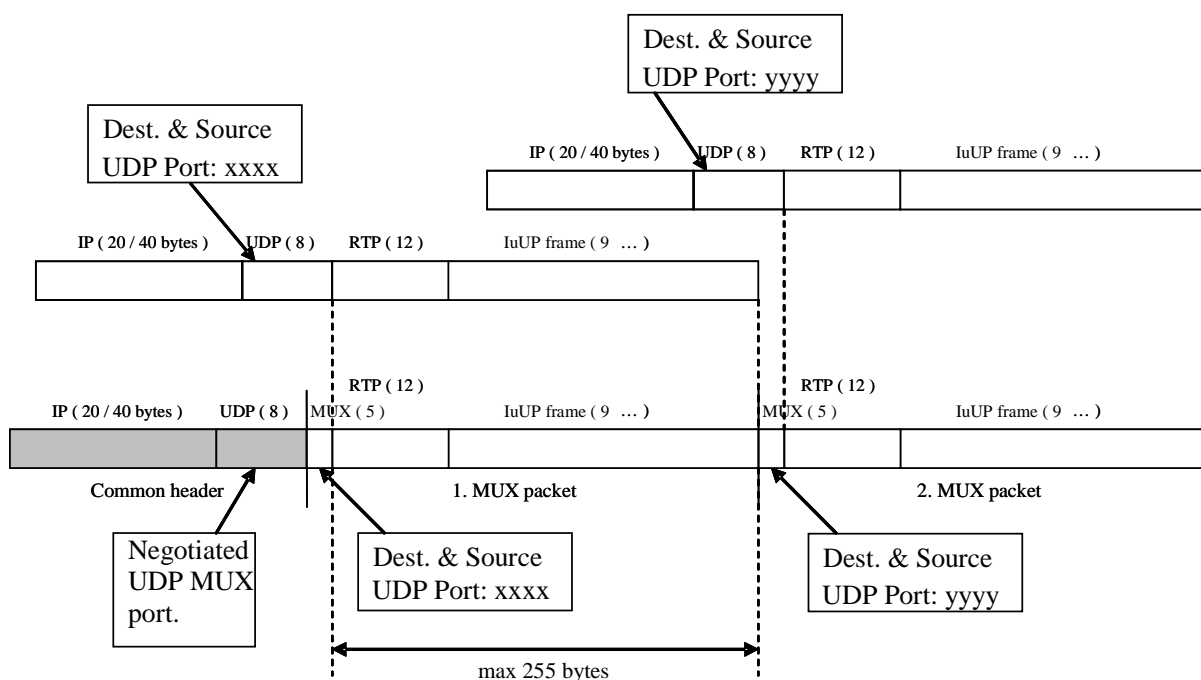 Dest. & Source
UDP Port: yyyy
Dest. & Source
UDP Port: xxxx
IP ( 20 / 40 bytes ) UDP ( 8 ) RTP ( 12 ) IuUP frame ( 9 … )
IP ( 20 / 40 bytes ) UDP ( 8 ) RTP ( 12 ) IuUP frame ( 9 … )
RTP ( 12 ) RTP ( 12 )
IP ( 20 / 40 bytes) UDP ( 8 ) MUX ( 5 ) IuUP frame ( 9 … ) MUX ( 5 ) IuUP frame ( 9 … )
Common header 1. MUX packet 2. MUX packet
Negotiated
UDP MUX
port.
Dest. & Source
UDP Port: xxxx
Dest. & Source
UDP Port: yyyy
max 255 bytes